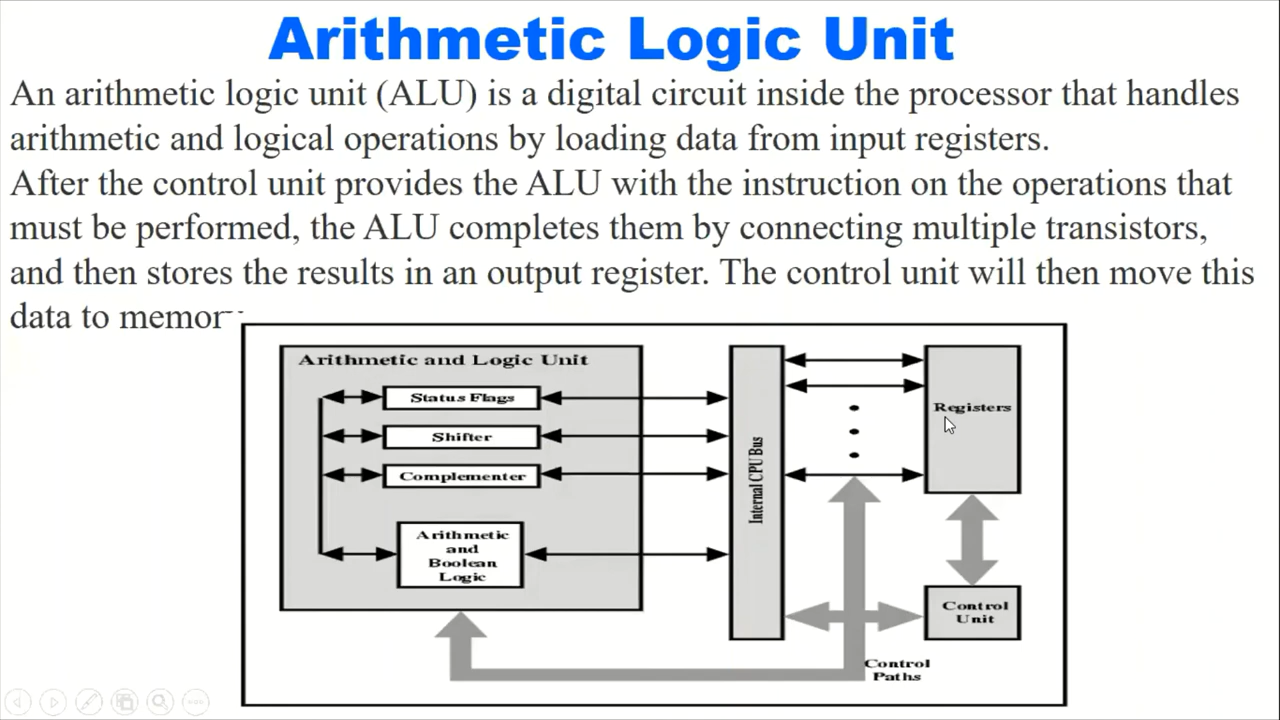 Arithmetic Logic Unit
An arithmetic logic unit (ALU) is a digital circuit inside the processor that handles
arithmetic and logical operations by loading data from input registers.
After the control unit provides the ALU with the instruction on the operations that
must be performed, the ALU completes them by connecting multiple transistors,
and then stores the results in an output register. The control unit will then move this
data to memory
Arithmetic and Logic Unit
Status Flags
Shifter
Complementer
Arithmetic
and
Boolean
Logic
Internal CPU Bus
Registers
Control
Unit
Control
Paths